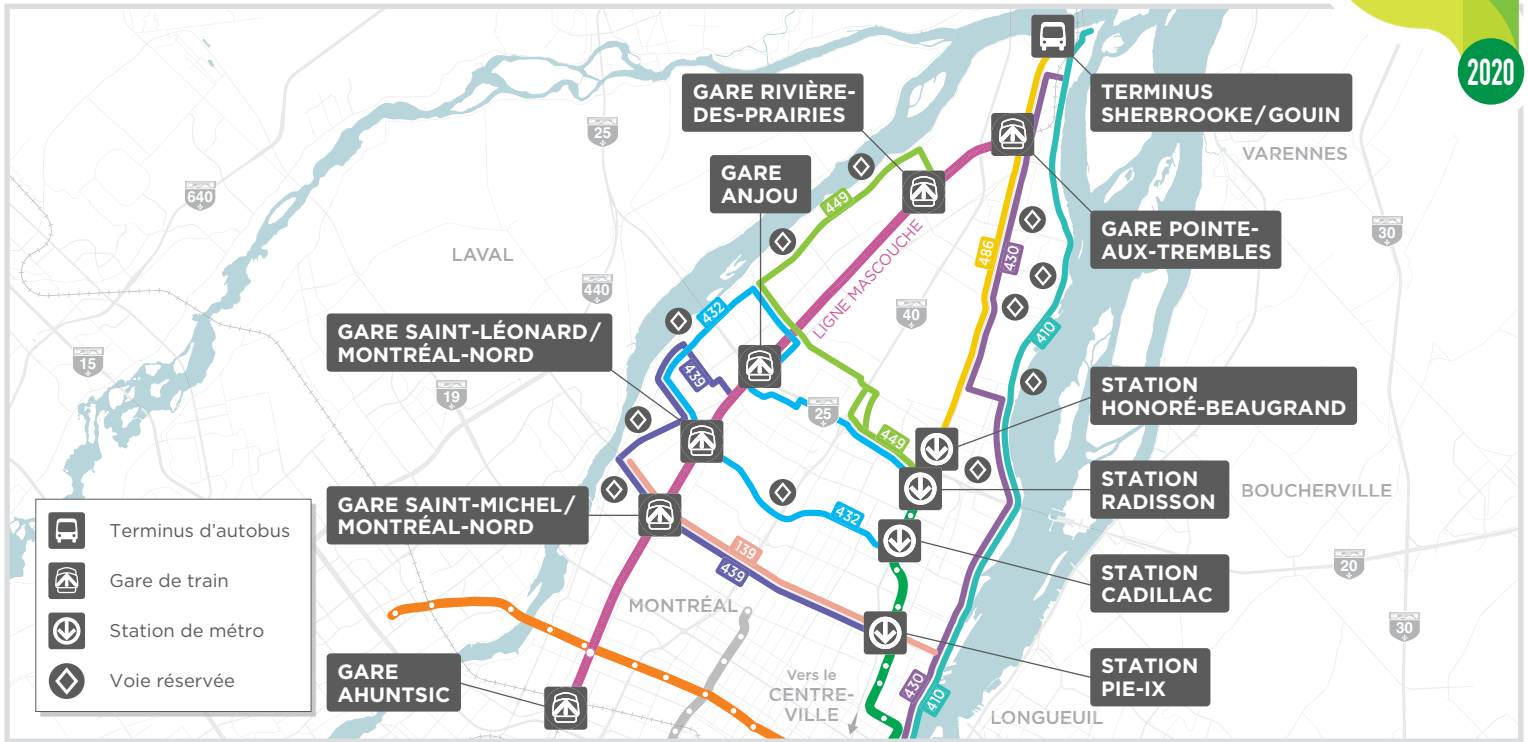 2020
GARE RIVIÈRE-
DES-PRAIRIES
TERMINUS
SHERBROOKE/GOUIN
25
VARENNES
GARE
ANJOU
640
449
GARE POINTE-
AUX-TREMBLES
30
LAVAL
486
430
LIGNE MASCOUCHE
440
432
40
410
GARE SAINT-LÉONARD/
MONTRÉAL-NORD
15
439
19
25
STATION
HONORÉ-BEAUGRAND
449
STATION
RADISSON
BOUCHERVILLE
GARE SAINT-MICHEL/
MONTRÉAL-NORD
432
139
439
STATION
CADILLAC
20
Terminus d'autobus
Gare de train
Station de métro
Voie réservée
MONTRÉAL
30
GARE
AHUNTSIC
Vers le
CENTRE-
VILLE
STATION
PIE-IX
430
410
LONGUEUIL